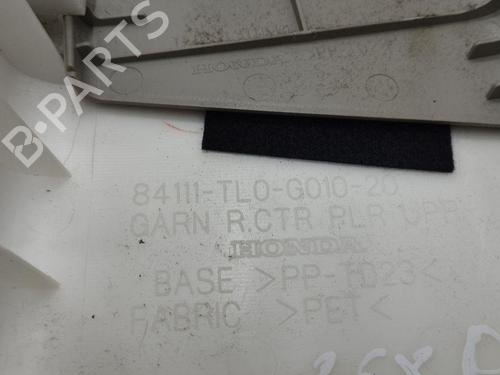 B-PARTS
HONDA
84111-TL0-G010-20
GARN R.CTR PLR UPR
HONDA
BASE >PP-TD23<
FABRIC >PET<